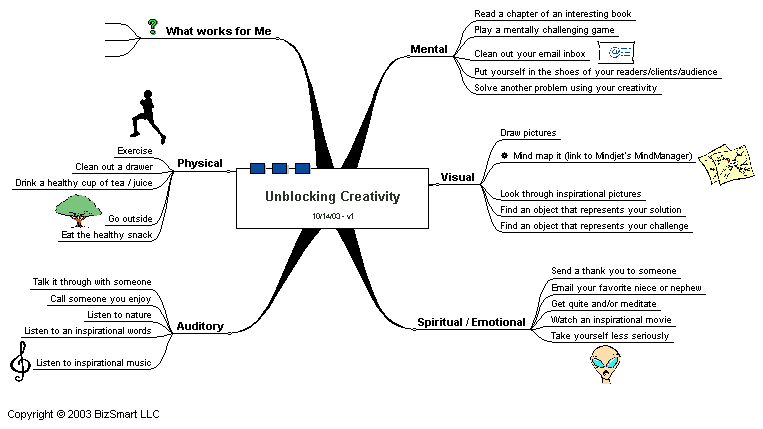 What works for Me
Mental
Read a chapter of an interesting book
Play a mentally challenging game
Clean out your email inbox
Put yourself in the shoes of your readers/clients/audience
Solve another problem using your creativity
Physical
Exercise
Clean out a drawer
Drink a healthy cup of tea / juice
Go outside
Eat the healthy snack
Unblocking Creativity
10/14/03 - v1
Visual
Draw pictures
Mind map it (link to Mindjet's MindManager)
Look through inspirational pictures
Find an object that represents your solution
Find an object that represents your challenge
Auditory
Talk it through with someone
Call someone you enjoy
Listen to nature
Listen to an inspirational words
Listen to inspirational music
Spiritual / Emotional
Send a thank you to someone
Email your favorite niece or nephew
Get quite and/or meditate
Watch an inspirational movie
Take yourself less seriously
Copyright © 2003 BizSmart LLC